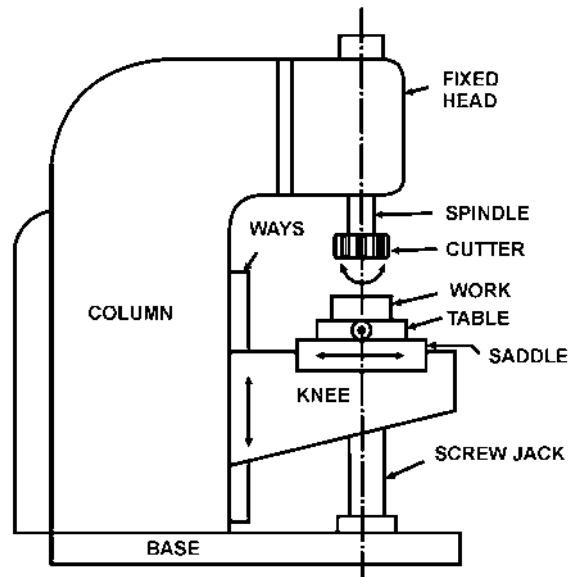 FIXED
HEAD
SPINDLE
WAYS
CUTTER
WORK
COLUMN
TABLE
SADDLE
KNEE
SCREW JACK
BASE